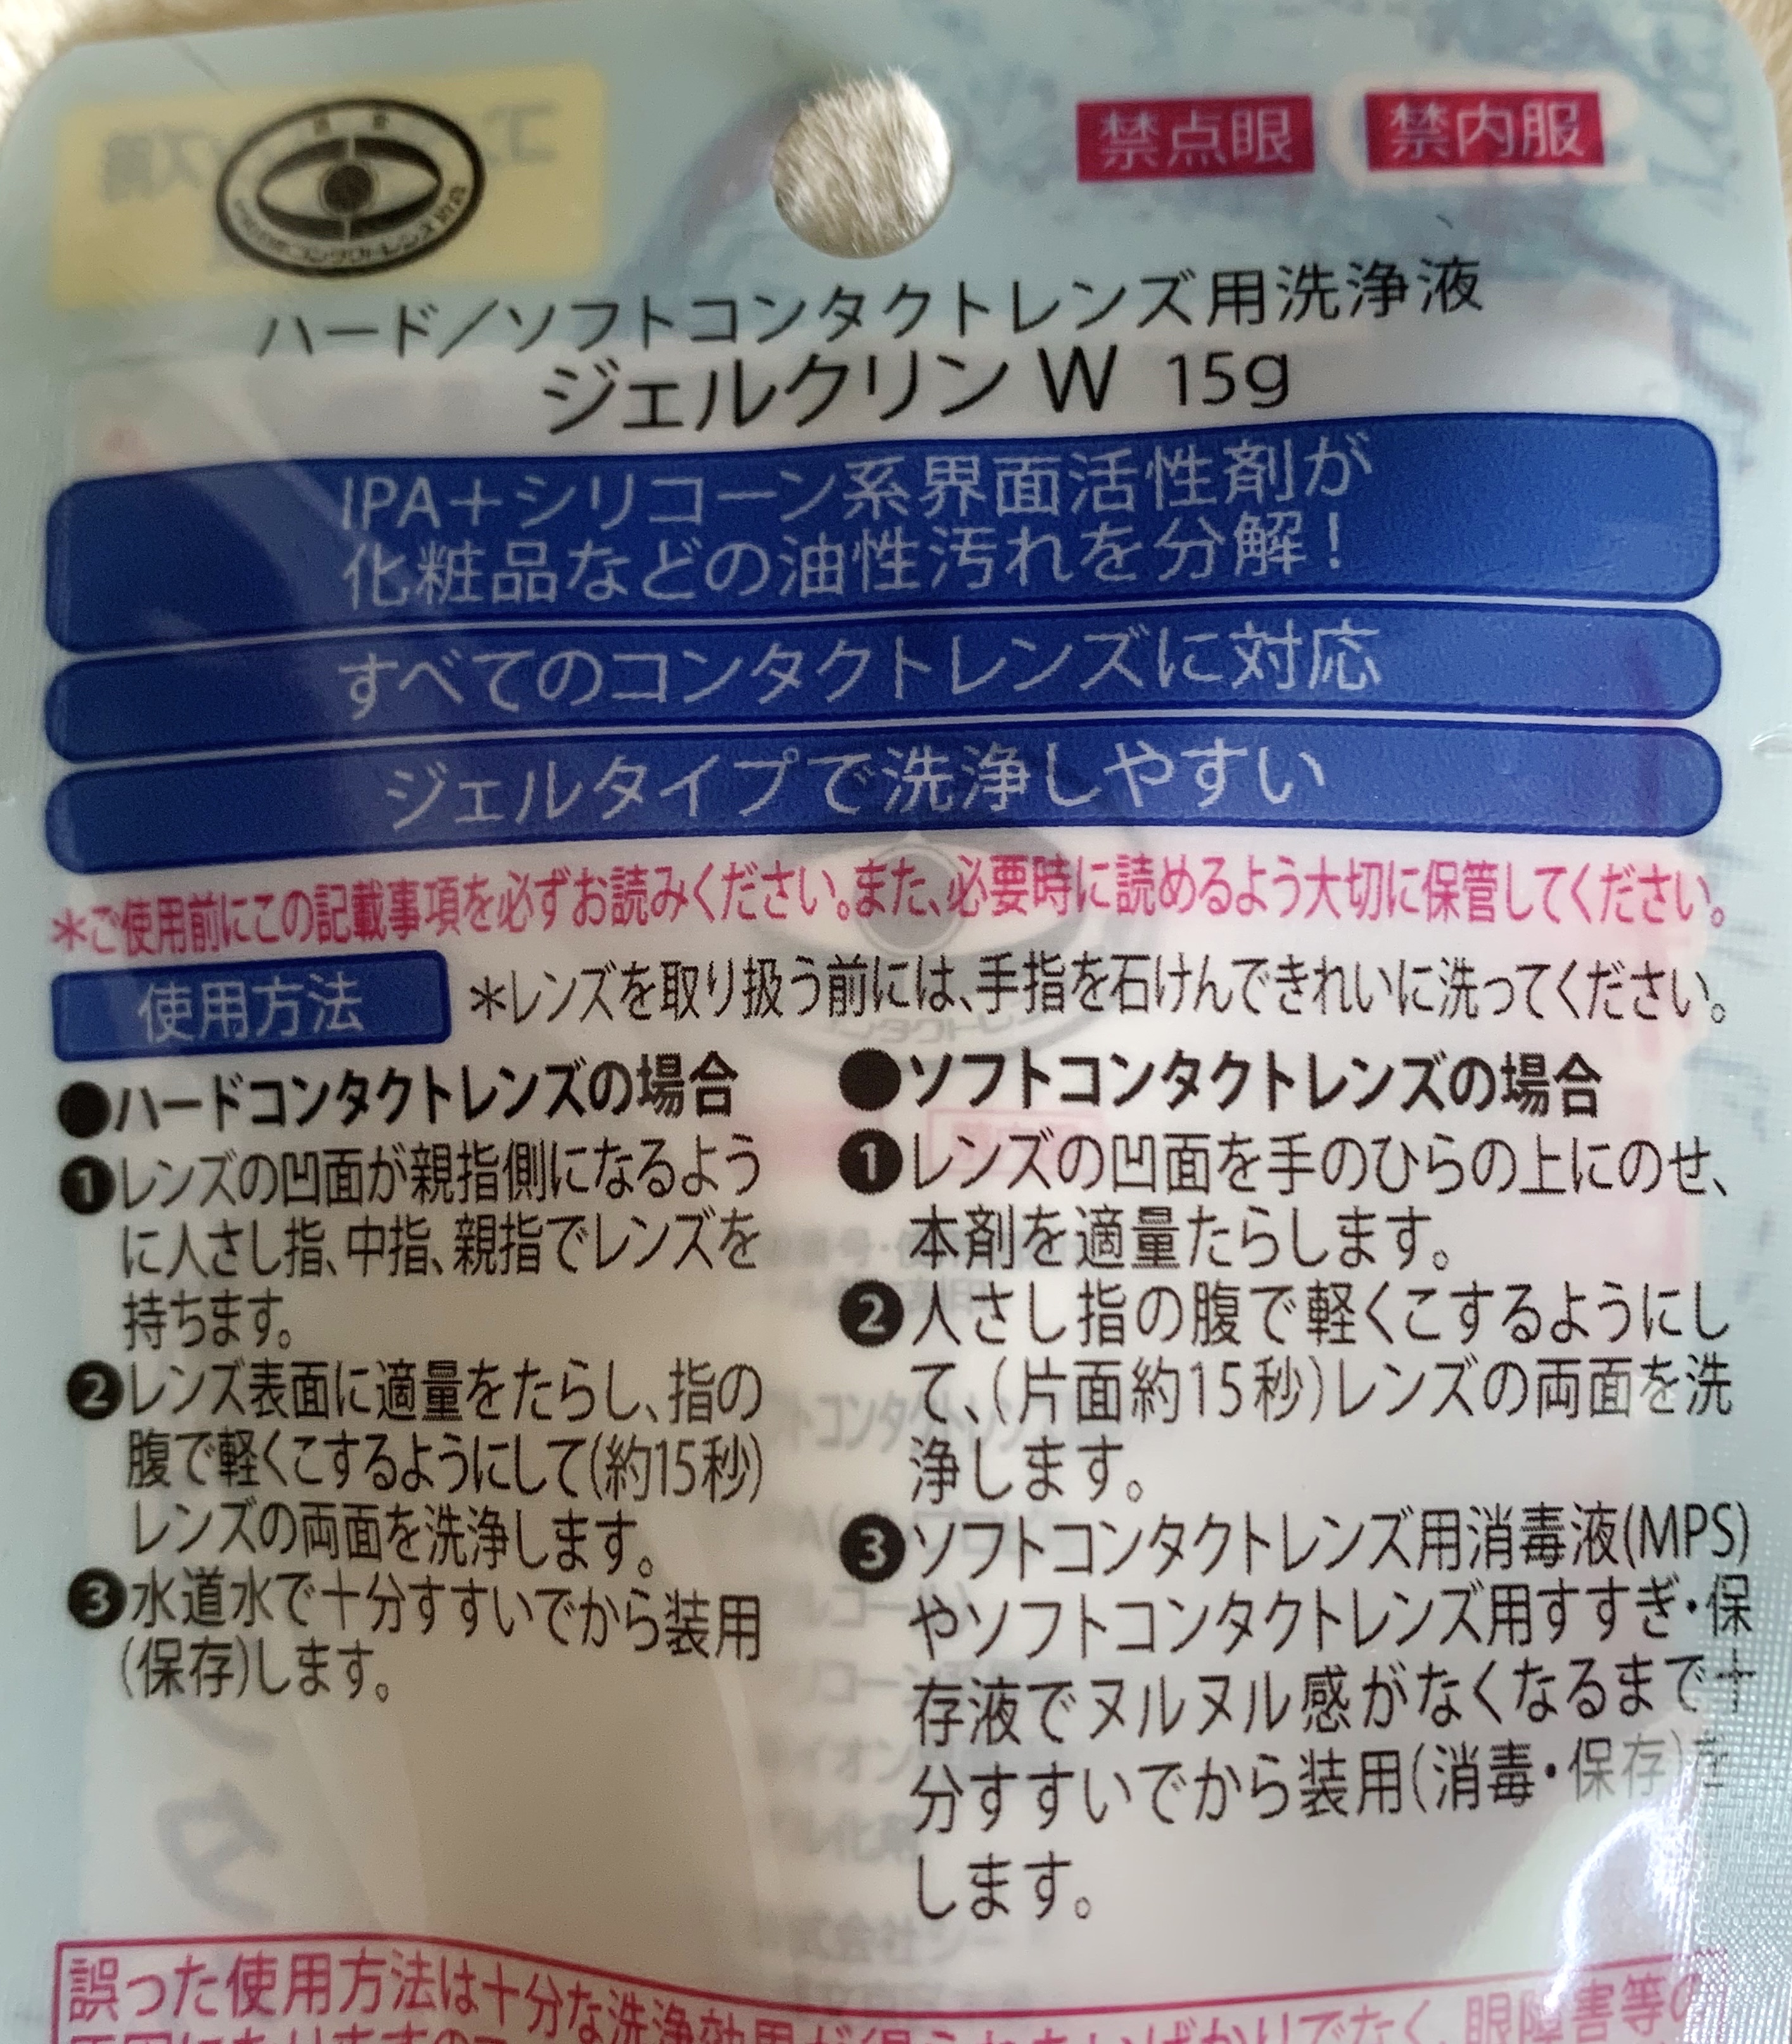 禁点眼 禁内服
ハード／ソフトコンタクトレンズ用洗浄液
ジェルクリン W 15g
IPA＋シリコーン系界面活性剤が
化粧品などの油性汚れを分解！
すべてのコンタクトレンズに対応
ジェルタイプで洗浄しやすい
＊ご使用前にこの記載事項を必ずお読みください。また、必要時に読めるよう大切に保管してください。
使用方法 ＊レンズを取り扱う前には、手指を石けんできれいに洗ってください。
●ハードコンタクトレンズの場合
❶レンズの凹面が親指側になるよう
に人さし指、中指、親指でレンズを
持ちます。
❷レンズ表面に適量をたらし、指の
腹で軽くこするようにして(約15秒)
レンズの両面を洗浄します。
❸水道水で十分すすいでから装用
(保存)します。
●ソフトコンタクトレンズの場合
❶レンズの凹面を手のひらの上にのせ、
本剤を適量たらします。
❷人さし指の腹で軽くこするようにし
て、(片面約15秒)レンズの両面を洗
浄します。
❸ソフトコンタクトレンズ用消毒液(MPS)
やソフトコンタクトレンズ用すすぎ・保
存液でヌルヌル感がなくなるまで十
分すすいでから装用(消毒・保存)を
します。
誤った使用方法は十分な洗浄効果が得られないばかりでなく、眼障害等の